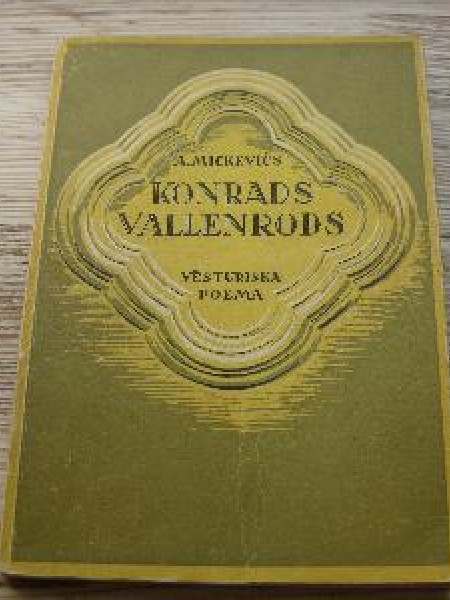 A. MICKEVIČS
KONRADS
VALLENRODS
VĒSTURISKA
POEMA